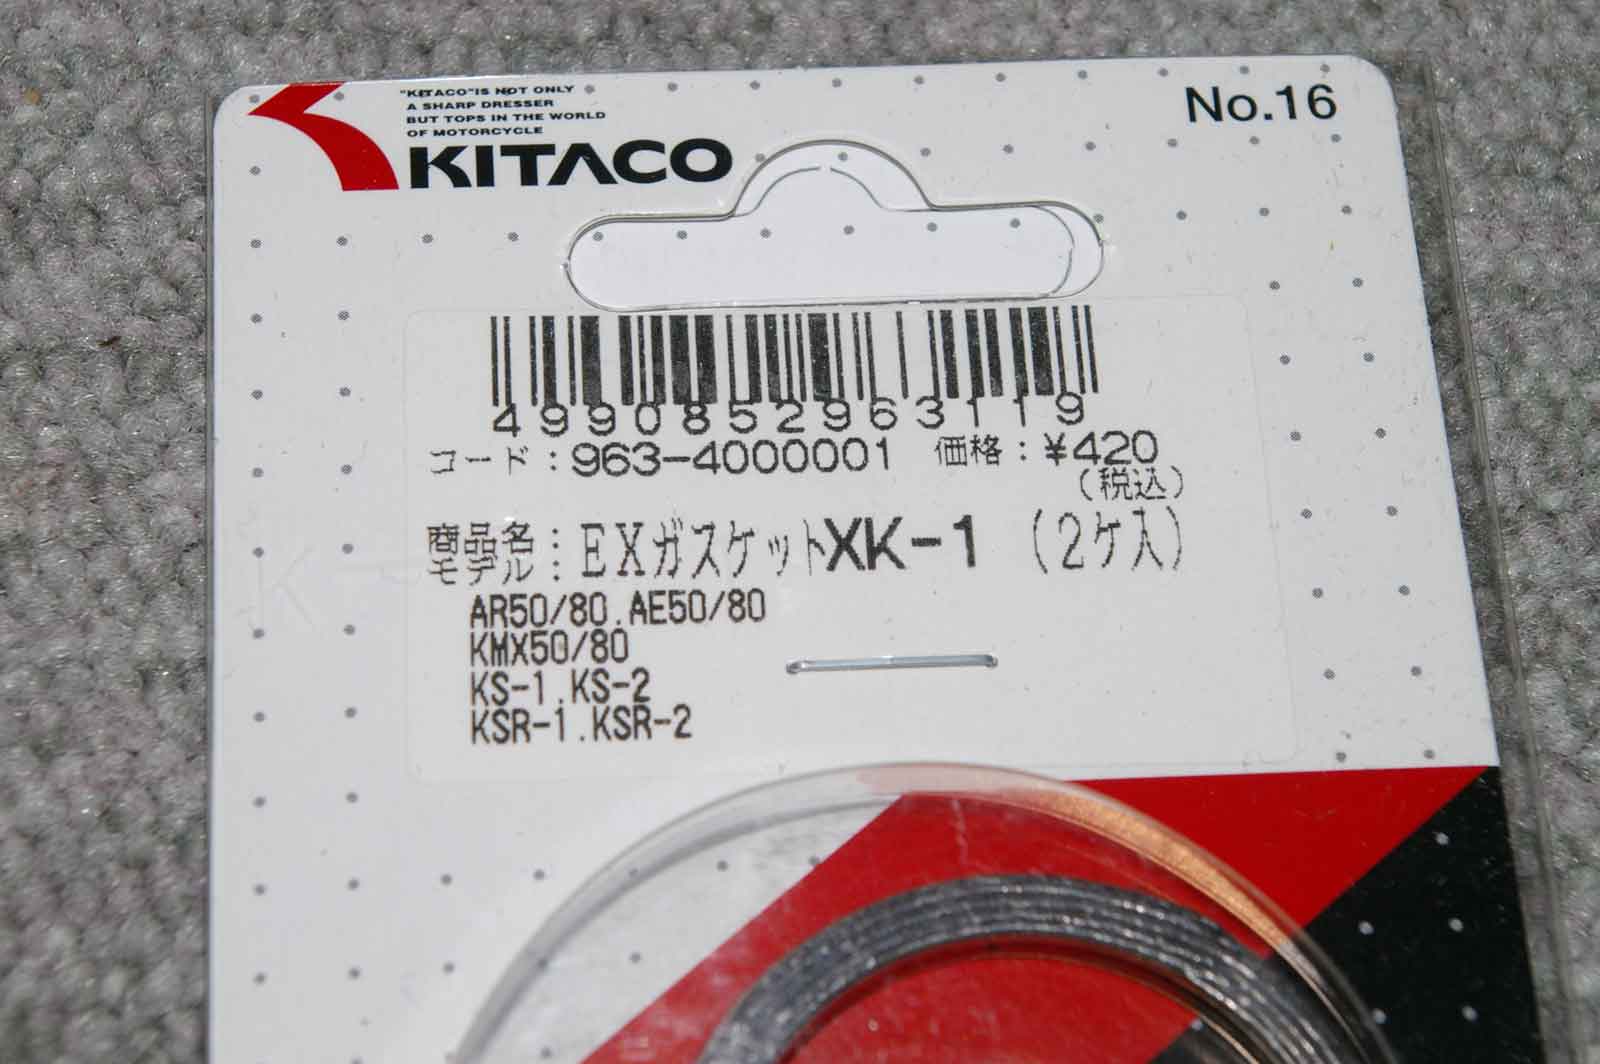 "KITACO"IS NOT ONLY
A SHARP DRESSER
BUT TOPS IN THE WORLD
OF MOTORCYCLE
KITACO
No.16
4990852963119
コード:963-4000001 価格:¥420
(税込)
商品名:EXガスケットXK-1 (2ケ入)
モデル:
AR50/80.AE50/80
KMX50/80
KS-1.KS-2
KSR-1.KSR-2